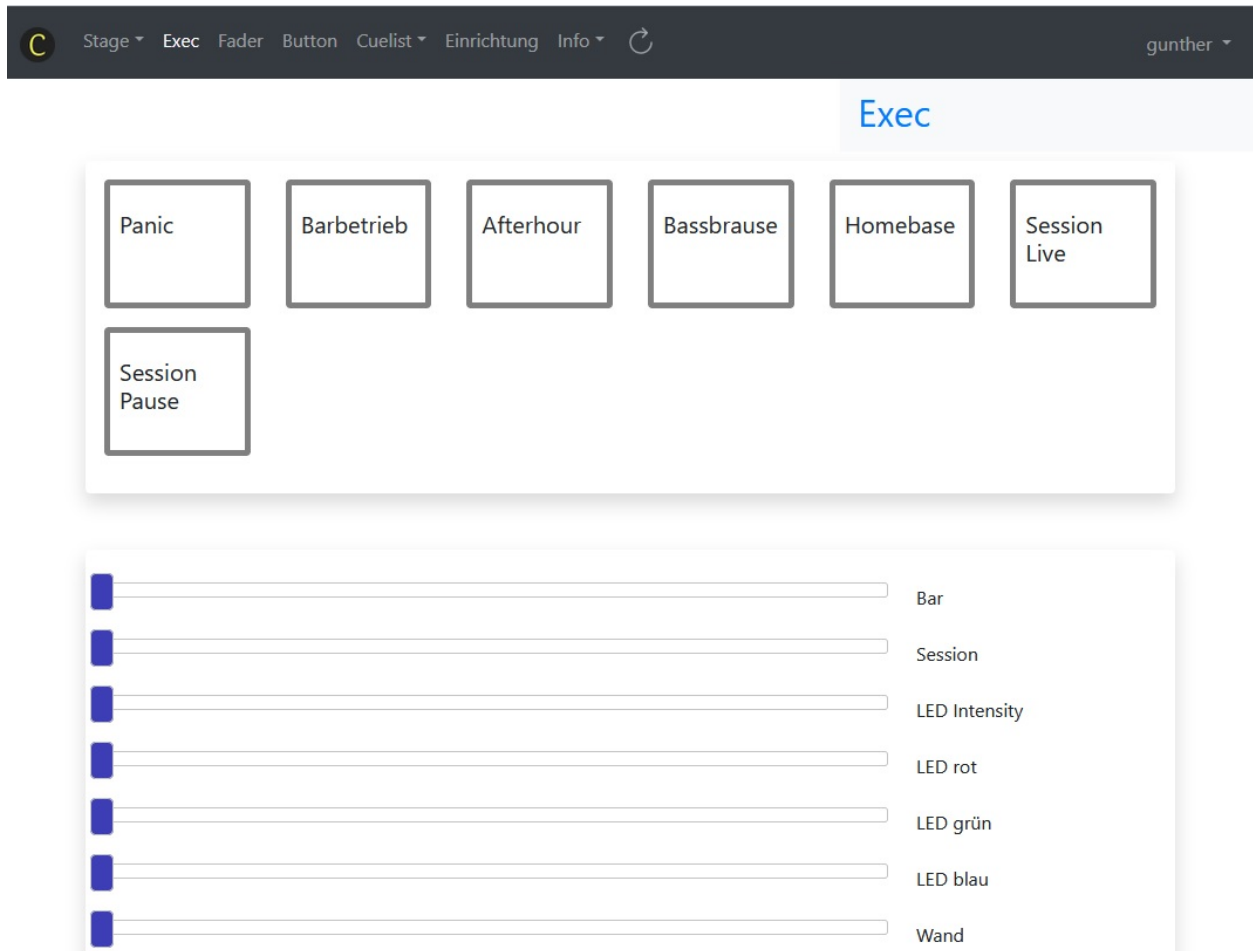 C Stage Exec Fader Button Cuelist Einrichtung Info gunther
Exec
Panic Barbetrieb Afterhour Bassbrause Homebase Session
Live
Session
Pause
Bar
Session
LED Intensity
LED rot
LED grün
LED blau
Wand